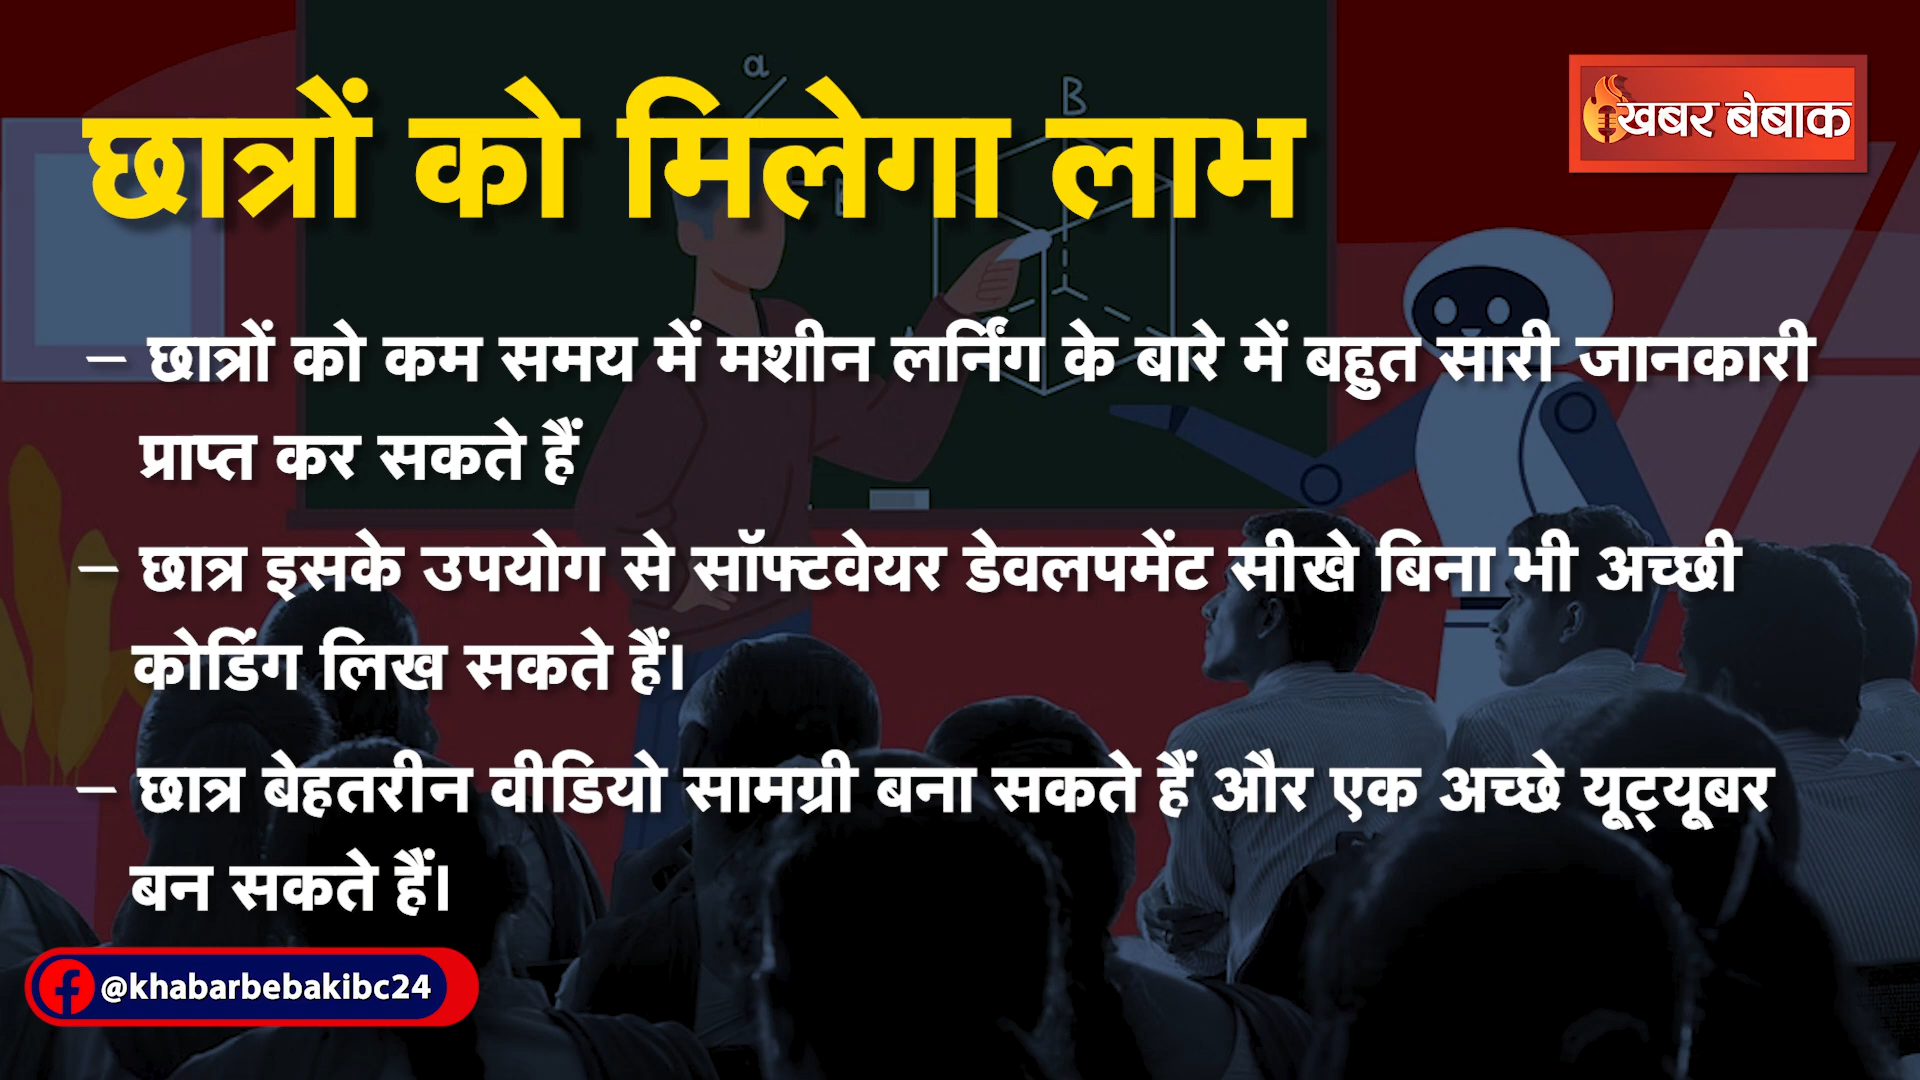 a
B
खबर बेबाक
छात्रों को मिलेगा लाभ
– छात्रों को कम समय में मशीन लर्निंग के बारे में बहुत सारी जानकारी
प्राप्त कर सकते हैं
– छात्र इसके उपयोग से सॉफ्टवेयर डेवलपमेंट सीखे बिना भी अच्छी
कोडिंग लिख सकते हैं।
– छात्र बेहतरीन वीडियो सामग्री बना सकते हैं और एक अच्छे यूट्यूबर
बन सकते हैं।
@khabarbebakibc24